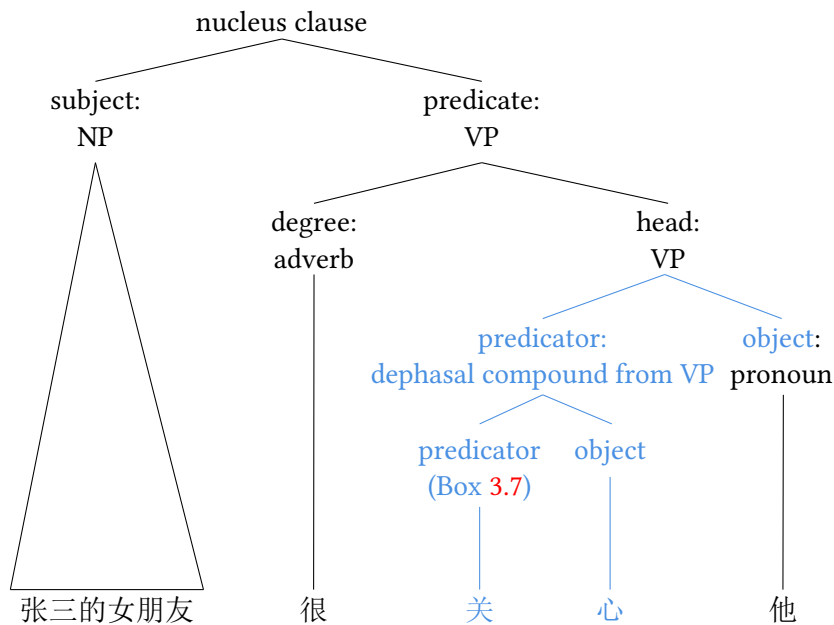 nucleus clause
subject:
NP
predicate:
VP
degree:
adverb
head:
VP
predicator:
dephasal compound from VP
object:
pronoun
predicator
(Box 3.7)
object
张三的女朋友 很 关 心 他